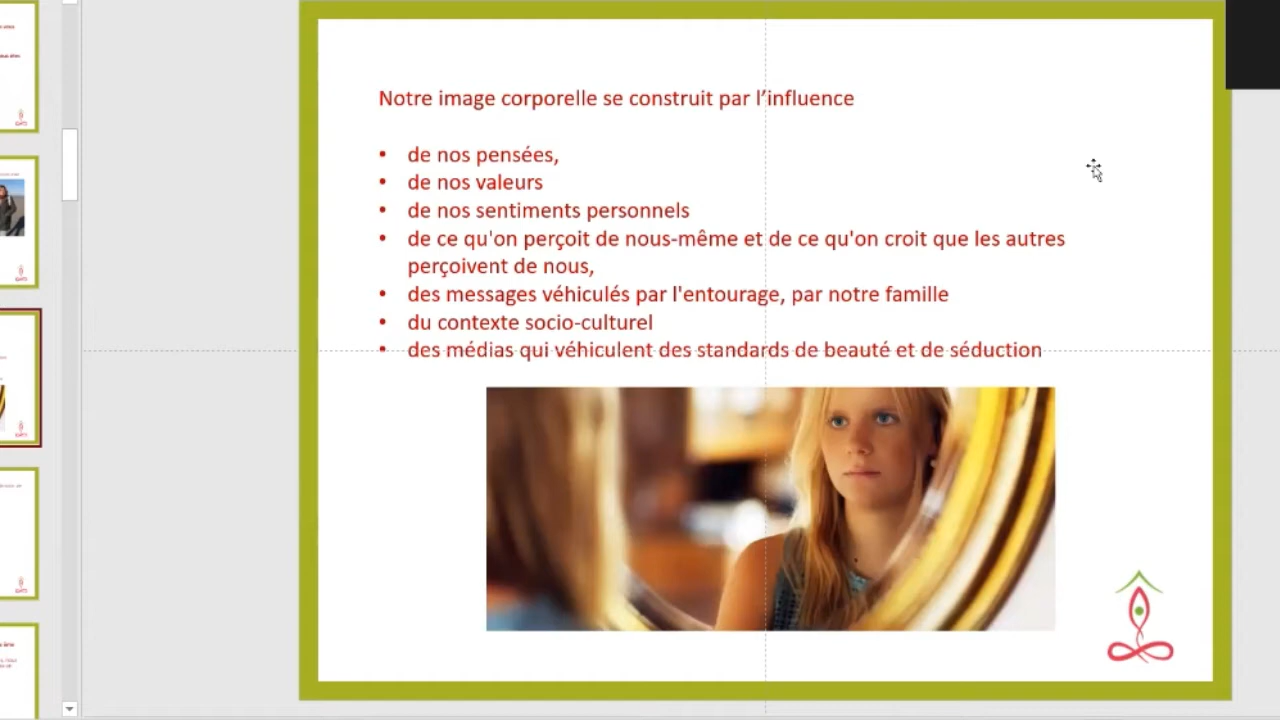 Notre image corporelle se construit par l’influence
• de nos pensées,
• de nos valeurs
• de nos sentiments personnels
• de ce qu'on perçoit de nous-même et de ce qu'on croit que les autres
perçoivent de nous,
• des messages véhiculés par l'entourage, par notre famille
• du contexte socio-culturel
• des médias qui véhiculent des standards de beauté et de séduction